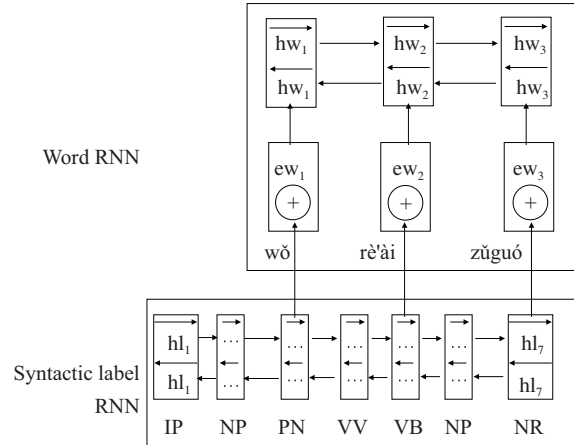 hw1 hw2 hw3
hw1 hw2 hw3
Word RNN
ew1 ew2 ew3
+ + +
wǒ rè'ài zǔguó
hl1 ... ... ... ... ... hl7
Syntactic label
RNN
hl1 ... ... ... ... ... hl7
IP NP PN VV VB NP NR